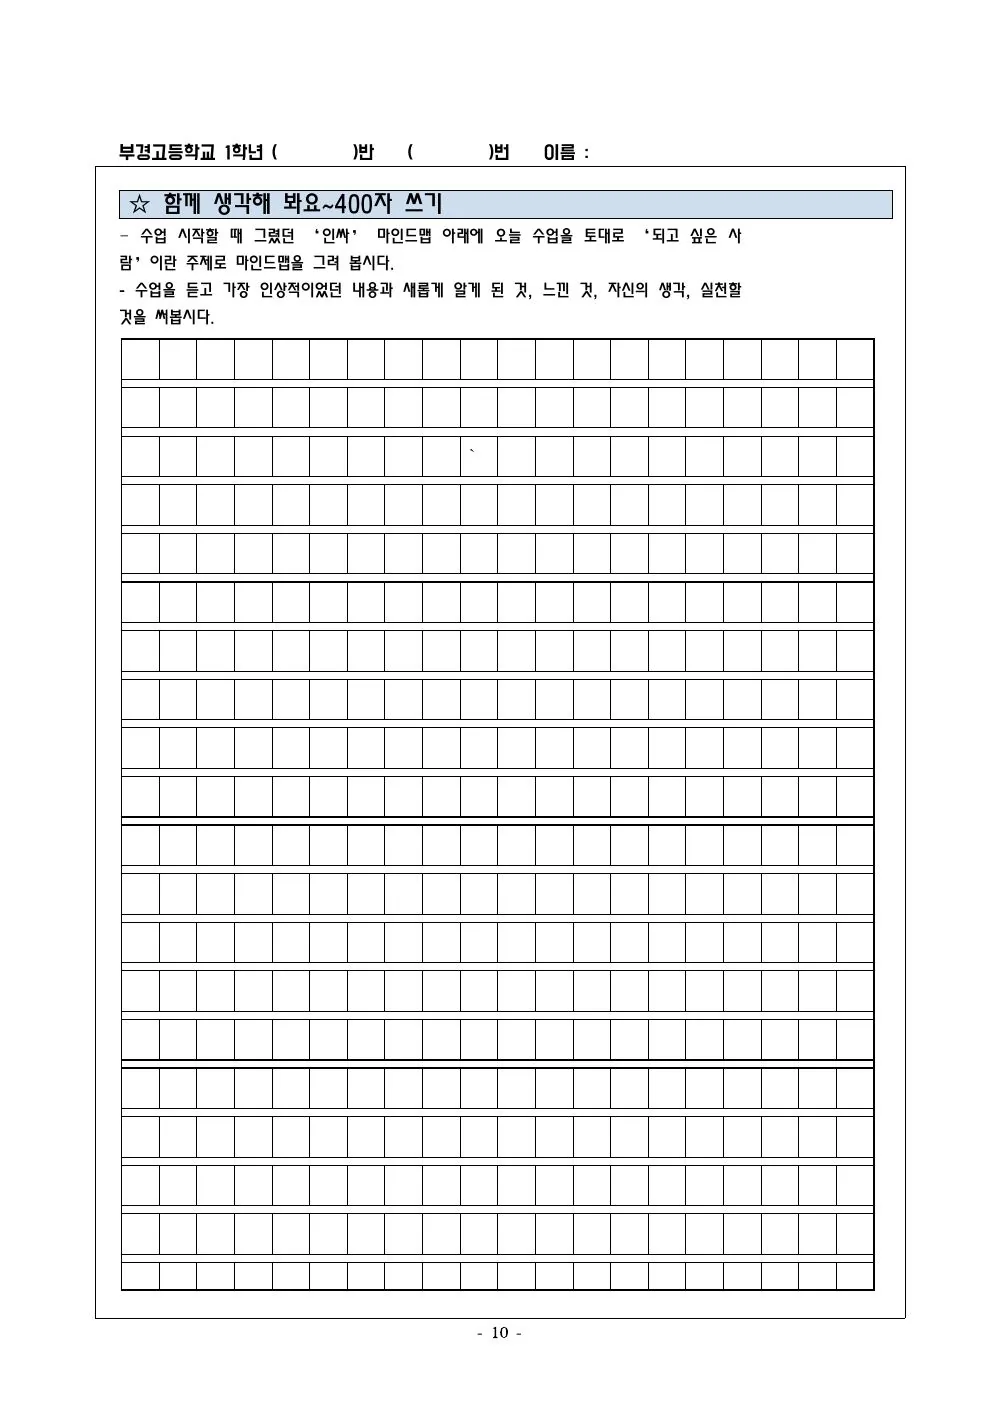 부경고등학교 1학년 (        )반   (        )번   이름 :
☆ 함께 생각해 봐요~400자 쓰기
- 수업 시작할 때 그렸던 ‘인싸’ 마인드맵 아래에 오늘 수업을 토대로 ‘되고 싶은 사
람’이란 주제로 마인드맵을 그려 봅시다.
- 수업을 듣고 가장 인상적이었던 내용과 새롭게 알게 된 것, 느낀 것, 자신의 생각, 실천할
것을 써봅시다.
`
- 10 -